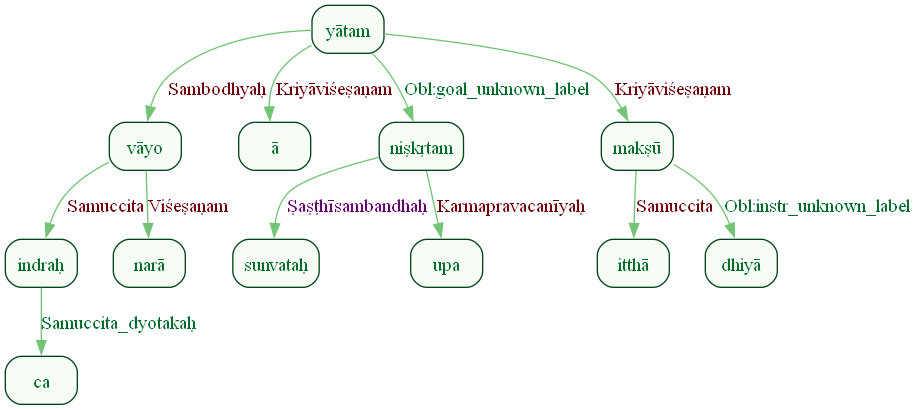 yātam
Sambodhyaḥ Kriyāviśeṣaṇam Obl:goal_unknown_label Kriyāviśeṣaṇam
vāyo ā niṣkṛtam makṣū
Samuccita Viśeṣaṇam Ṣaṣṭhīsambandhaḥ Karmapravacanīyaḥ Samuccita Obl:instr_unknown_label
indraḥ narā sunvataḥ upa itthā dhiyā
Samuccita_dyotakaḥ
ca